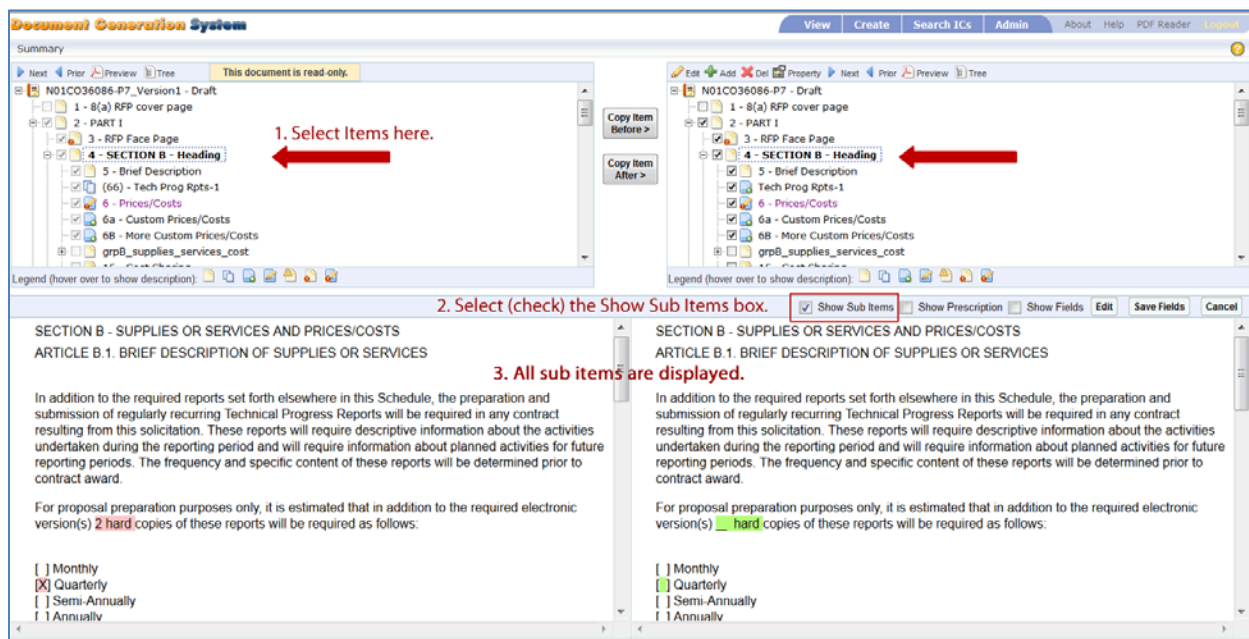 Document Generation System
View Create Search ICs Admin About Help PDF Reader Logout
Summary
Next Prior Preview Tree This document is read-only.
N01CO36086-P7_Version1 - Draft
1 - 8(a) RFP cover page
2 - PART I
3 - RFP Face Page
4 - SECTION B - Heading
5 - Brief Description
(66) - Tech Prog Rpts-1
6 - Prices/Costs
6a - Custom Prices/Costs
6B - More Custom Prices/Costs
grpB_supplies_services_cost
15 - Cost Sharing
Legend (hover over to show description):
1. Select Items here.
Copy Item
Before >
Copy Item
After >
Edit Add Del Property Next Prior Preview Tree
N01CO36086-P7 - Draft
1 - 8(a) RFP cover page
2 - PART I
3 - RFP Face Page
4 - SECTION B - Heading
5 - Brief Description
Tech Prog Rpts-1
6 - Prices/Costs
6a - Custom Prices/Costs
6B - More Custom Prices/Costs
grpB_supplies_services_cost
15 - Cost Sharing
Legend (hover over to show description):
2. Select (check) the Show Sub Items box. Show Sub Items Show Prescription Show Fields Edit Save Fields Cancel
3. All sub items are displayed.
SECTION B - SUPPLIES OR SERVICES AND PRICES/COSTS
ARTICLE B.1. BRIEF DESCRIPTION OF SUPPLIES OR SERVICES
In addition to the required reports set forth elsewhere in this Schedule, the preparation and
submission of regularly recurring Technical Progress Reports will be required in any contract
resulting from this solicitation. These reports will require descriptive information about the activities
undertaken during the reporting period and will require information about planned activities for future
reporting periods. The frequency and specific content of these reports will be determined prior to
contract award.
For proposal preparation purposes only, it is estimated that in addition to the required electronic
version(s) 2 hard copies of these reports will be required as follows:
[ ] Monthly
[X] Quarterly
[ ] Semi-Annually
[ ] Annually
SECTION B - SUPPLIES OR SERVICES AND PRICES/COSTS
ARTICLE B.1. BRIEF DESCRIPTION OF SUPPLIES OR SERVICES
In addition to the required reports set forth elsewhere in this Schedule, the preparation and
submission of regularly recurring Technical Progress Reports will be required in any contract
resulting from this solicitation. These reports will require descriptive information about the activities
undertaken during the reporting period and will require information about planned activities for future
reporting periods. The frequency and specific content of these reports will be determined prior to
contract award.
For proposal preparation purposes only, it is estimated that in addition to the required electronic
version(s) __ hard copies of these reports will be required as follows:
[ ] Monthly
[ ] Quarterly
[ ] Semi-Annually
[ ] Annually